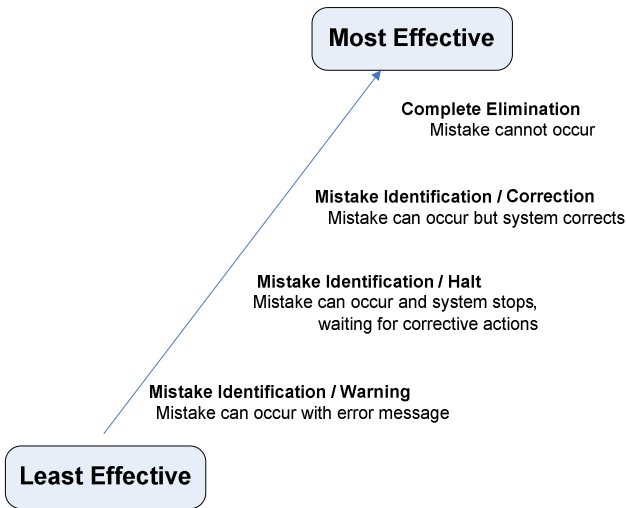 Most Effective
Complete Elimination
Mistake cannot occur
Mistake Identification / Correction
Mistake can occur but system corrects
Mistake Identification / Halt
Mistake can occur and system stops,
waiting for corrective actions
Mistake Identification / Warning
Mistake can occur with error message
Least Effective